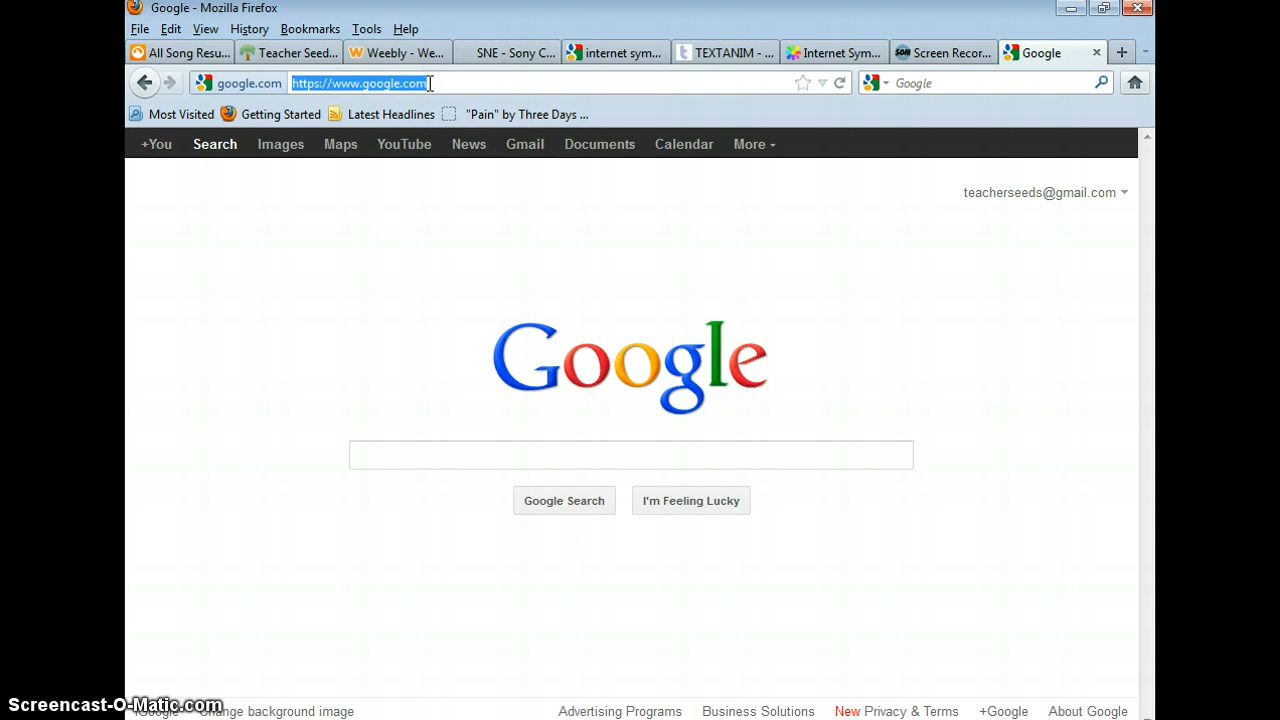 Google - Mozilla Firefox
File Edit View History Bookmarks Tools Help
All Song Resu... Teacher Seed... Weebly - We... SNE - Sony C... internet sym... TEXTANIM - ... Internet Sym... Screen Recor... Google
google.com https://www.google.com Google
Most Visited Getting Started Latest Headlines "Pain" by Three Days ...
+You Search Images Maps YouTube News Gmail Documents Calendar More
teacherseeds@gmail.com
Google
Google Search I'm Feeling Lucky
Screencast-O-Matic.com
+Google Change background image Advertising Programs Business Solutions New Privacy & Terms +Google About Google